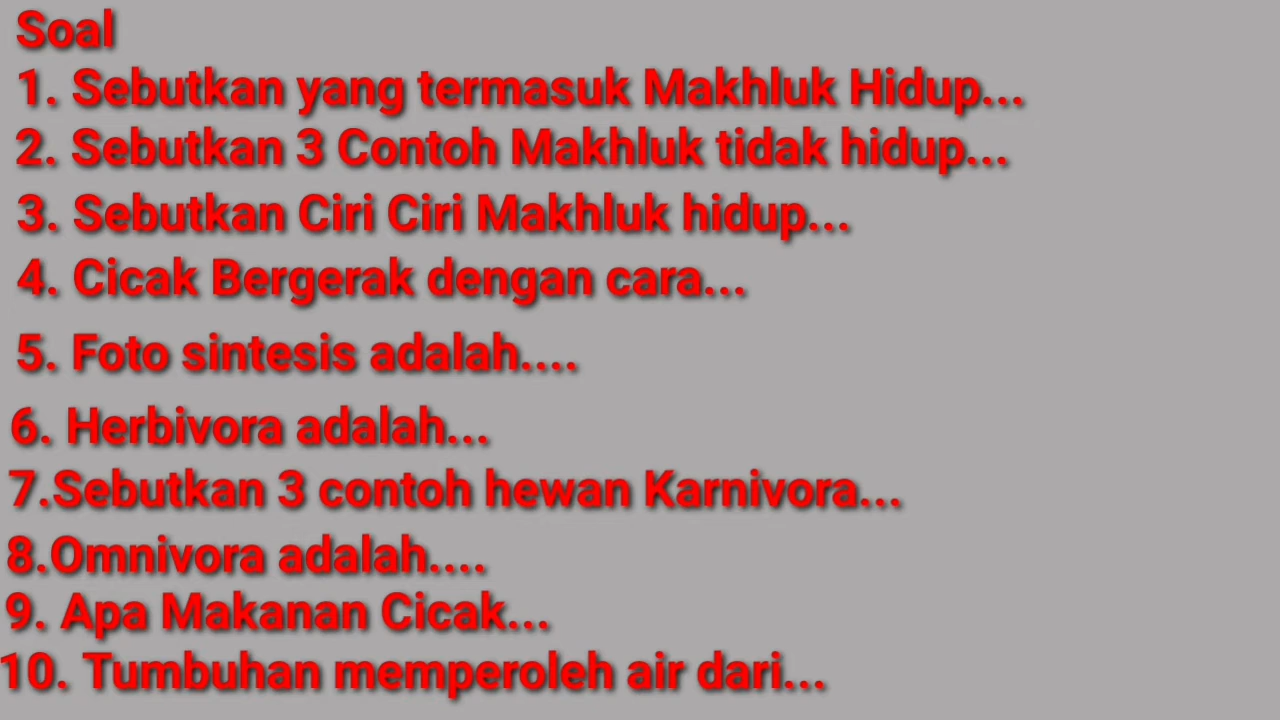 Soal
1. Sebutkan yang termasuk Makhluk Hidup...
2. Sebutkan 3 Contoh Makhluk tidak hidup...
3. Sebutkan Ciri Ciri Makhluk hidup...
4. Cicak Bergerak dengan cara...
5. Foto sintesis adalah....
6. Herbivora adalah...
7.Sebutkan 3 contoh hewan Karnivora...
8.Omnivora adalah....
9. Apa Makanan Cicak...
10. Tumbuhan memperoleh air dari...